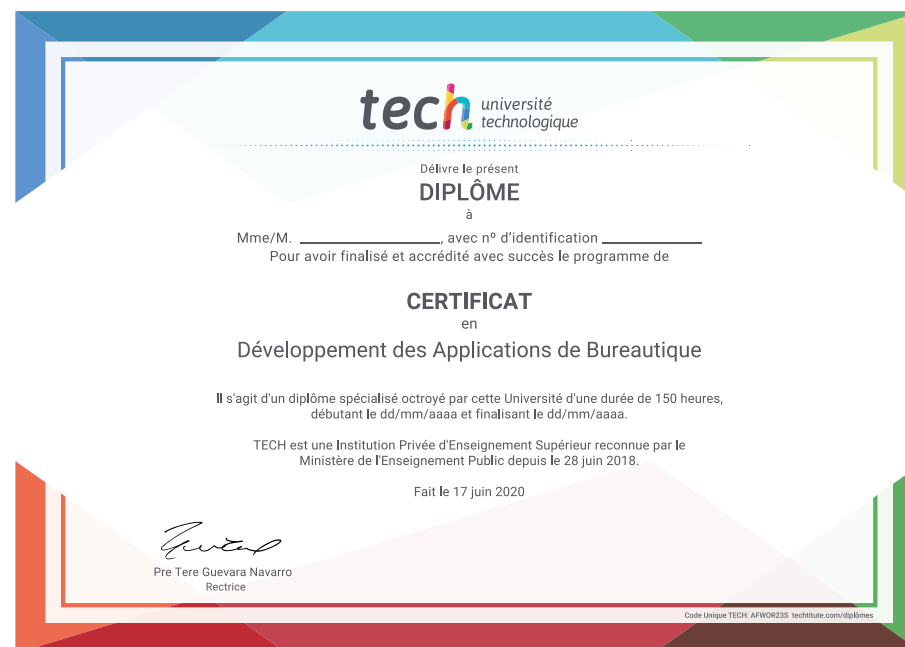 tech université
technologique
Délivre le présent
DIPLÔME
à
Mme/M. ____________, avec nº d'identification ____________
Pour avoir finalisé et accrédité avec succès le programme de
CERTIFICAT
en
Développement des Applications de Bureautique
Il s'agit d'un diplôme spécialisé octroyé par cette Université d'une durée de 150 heures,
débutant le dd/mm/aaaa et finalisant le dd/mm/aaaa.
TECH est une Institution Privée d'Enseignement Supérieur reconnue par le
Ministère de l'Enseignement Public depuis le 28 juin 2018.
Fait le 17 juin 2020
Pre Tere Guevara Navarro
Rectrice
Code Unique TECH: AFWOR23S techtitute.com/diplômes